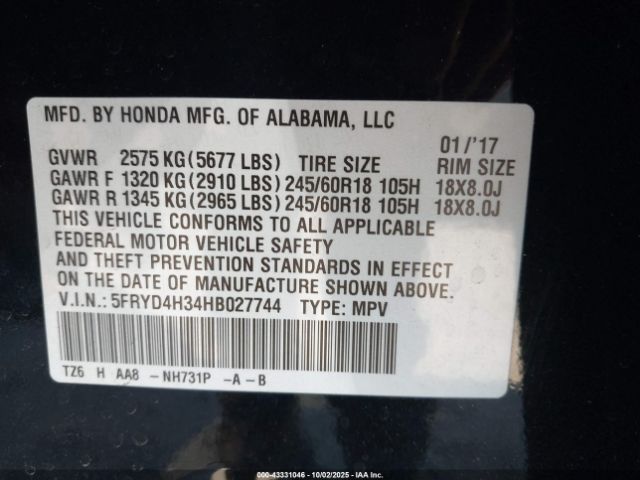 MFD. BY HONDA MFG. OF ALABAMA, LLC
01/'17
GVWR 2575 KG (5677 LBS) TIRE SIZE RIM SIZE
GAWR F 1320 KG (2910 LBS) 245/60R18 105H 18X8.0J
GAWR R 1345 KG (2965 LBS) 245/60R18 105H 18X8.0J
THIS VEHICLE CONFORMS TO ALL APPLICABLE
FEDERAL MOTOR VEHICLE SAFETY
AND THEFT PREVENTION STANDARDS IN EFFECT
ON THE DATE OF MANUFACTURE SHOWN ABOVE.
V.I.N.: 5FRYD4H34HB027744 TYPE: MPV
TZ6 H AA8 -NH731P -A-B
000-43331046 - 10/02/2025 - IAA Inc.